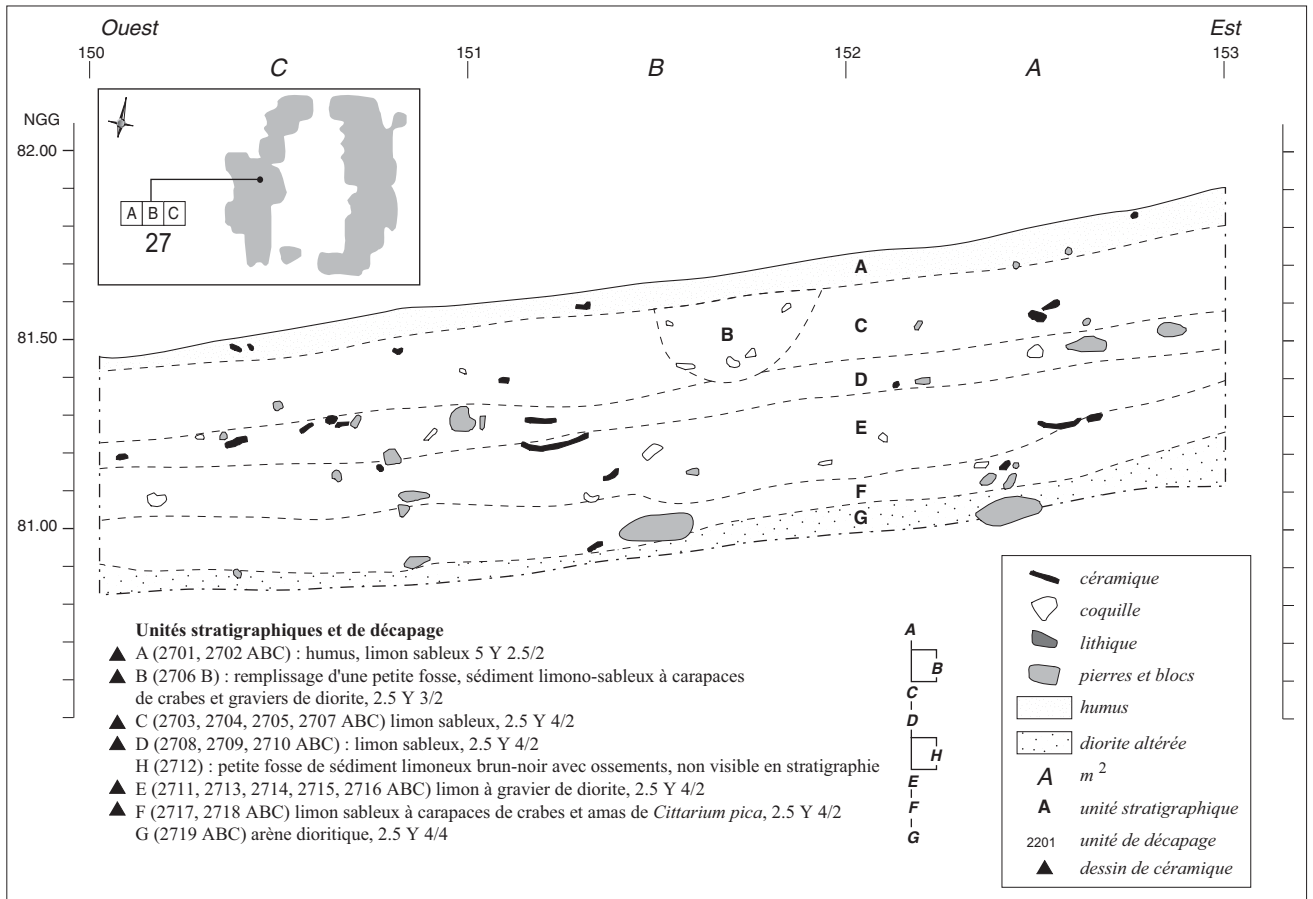 Ouest
Est
150
151
152
153
C
B
A
NGG
82.00
81.50
81.00
A B C
27
A
B
C
D
E
F
G
Unités stratigraphiques et de décapage
A (2701, 2702 ABC) : humus, limon sableux 5 Y 2.5/2
B (2706 B) : remplissage d'une petite fosse, sédiment limono-sableux à carapaces
de crabes et graviers de diorite, 2.5 Y 3/2
C (2703, 2704, 2705, 2707 ABC) limon sableux, 2.5 Y 4/2
D (2708, 2709, 2710 ABC) : limon sableux, 2.5 Y 4/2
H (2712) : petite fosse de sédiment limoneux brun-noir avec ossements, non visible en stratigraphie
E (2711, 2713, 2714, 2715, 2716 ABC) limon à gravier de diorite, 2.5 Y 4/2
F (2717, 2718 ABC) limon sableux à carapaces de crabes et amas de Cittarium pica, 2.5 Y 4/2
G (2719 ABC) arène dioritique, 2.5 Y 4/4
A
B
C
D
H
E
F
G
céramique
coquille
lithique
pierres et blocs
humus
diorite altérée
A m 2
A unité stratigraphique
2201 unité de décapage
dessin de céramique